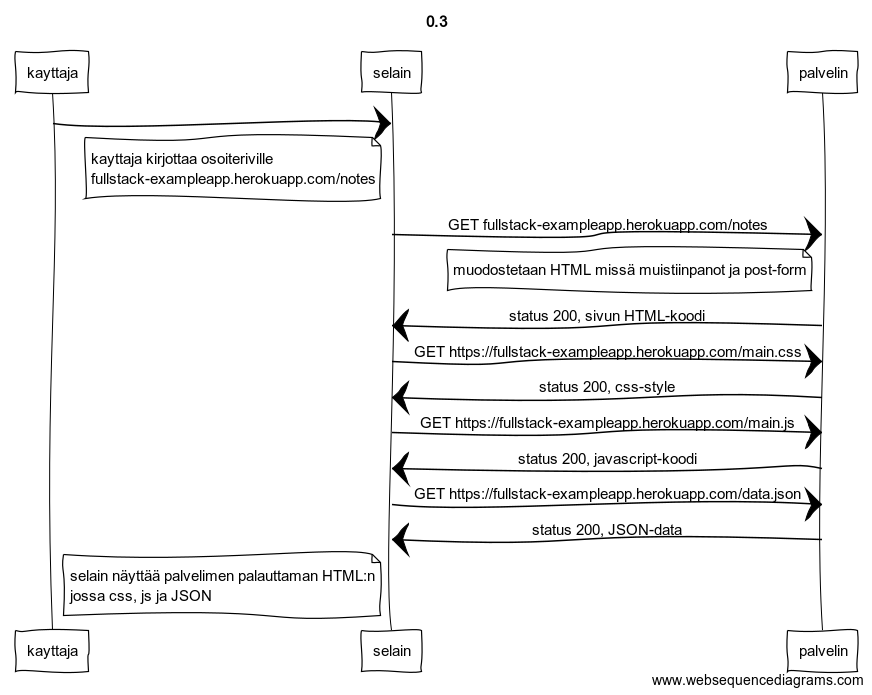 0.3
kayttaja
selain
palvelin
kayttaja kirjottaa osoiteriville
fullstack-exampleapp.herokuapp.com/notes
GET fullstack-exampleapp.herokuapp.com/notes
muodostetaan HTML missä muistiinpanot ja post-form
status 200, sivun HTML-koodi
GET https://fullstack-exampleapp.herokuapp.com/main.css
status 200, css-style
GET https://fullstack-exampleapp.herokuapp.com/main.js
status 200, javascript-koodi
GET https://fullstack-exampleapp.herokuapp.com/data.json
status 200, JSON-data
selain näyttää palvelimen palauttaman HTML:n
jossa css, js ja JSON
kayttaja
selain
palvelin
www.websequencediagrams.com